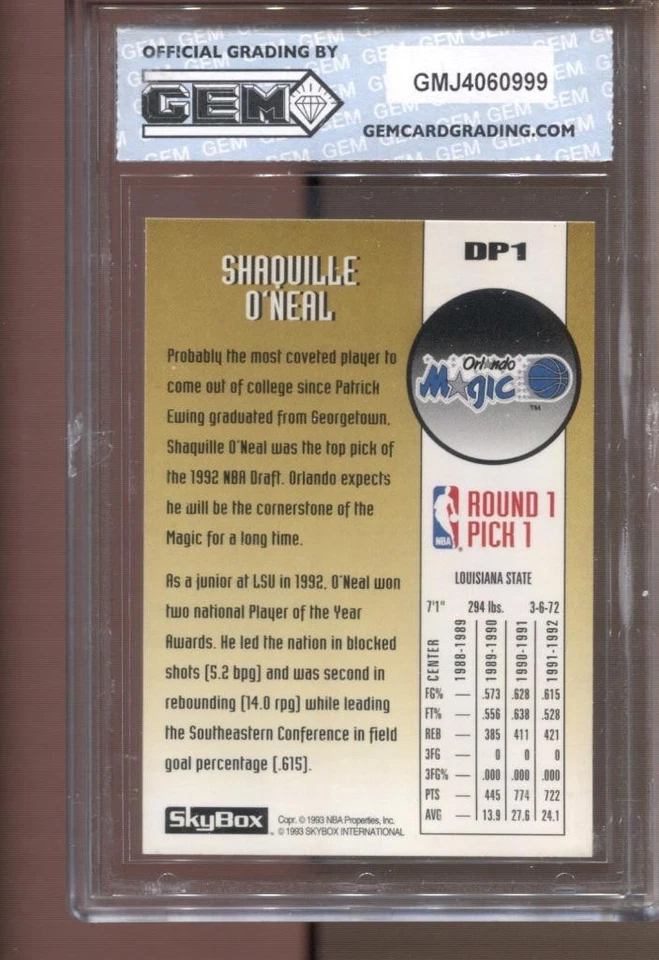 OFFICIAL GRADING BY
GEM
GMJ4060999
GEMCARDGRADING.COM
SHAQUILLE
O'NEAL
Probably the most coveted player to
come out of college since Patrick
Ewing graduated from Georgetown,
Shaquille O'Neal was the top pick of
the 1992 NBA Draft. Orlando expects
he will be the cornerstone of the
Magic for a long time.
As a junior at LSU in 1992, O'Neal won
two national Player of the Year
Awards. He led the nation in blocked
shots (5.2 bpg) and was second in
rebounding (14.0 rpg) while leading
the Southeastern Conference in field
goal percentage (.615).
SkyBox
Copr. © 1993 NBA Properties, Inc.
© 1993 SKYBOX INTERNATIONAL
DP1
Orlando
Magic
TM
NBA
ROUND 1
PICK 1
LOUISIANA STATE
7'1" 294 lbs. 3-6-72
CENTER 1988-1989 1989-1990 1990-1991 1991-1992
FG% — .573 .628 .615
FT% — .556 .638 .528
REB — 385 411 421
3FG — 0 0 0
3FG% — .000 .000 .000
PTS — 445 774 722
AVG — 13.9 27.6 24.1